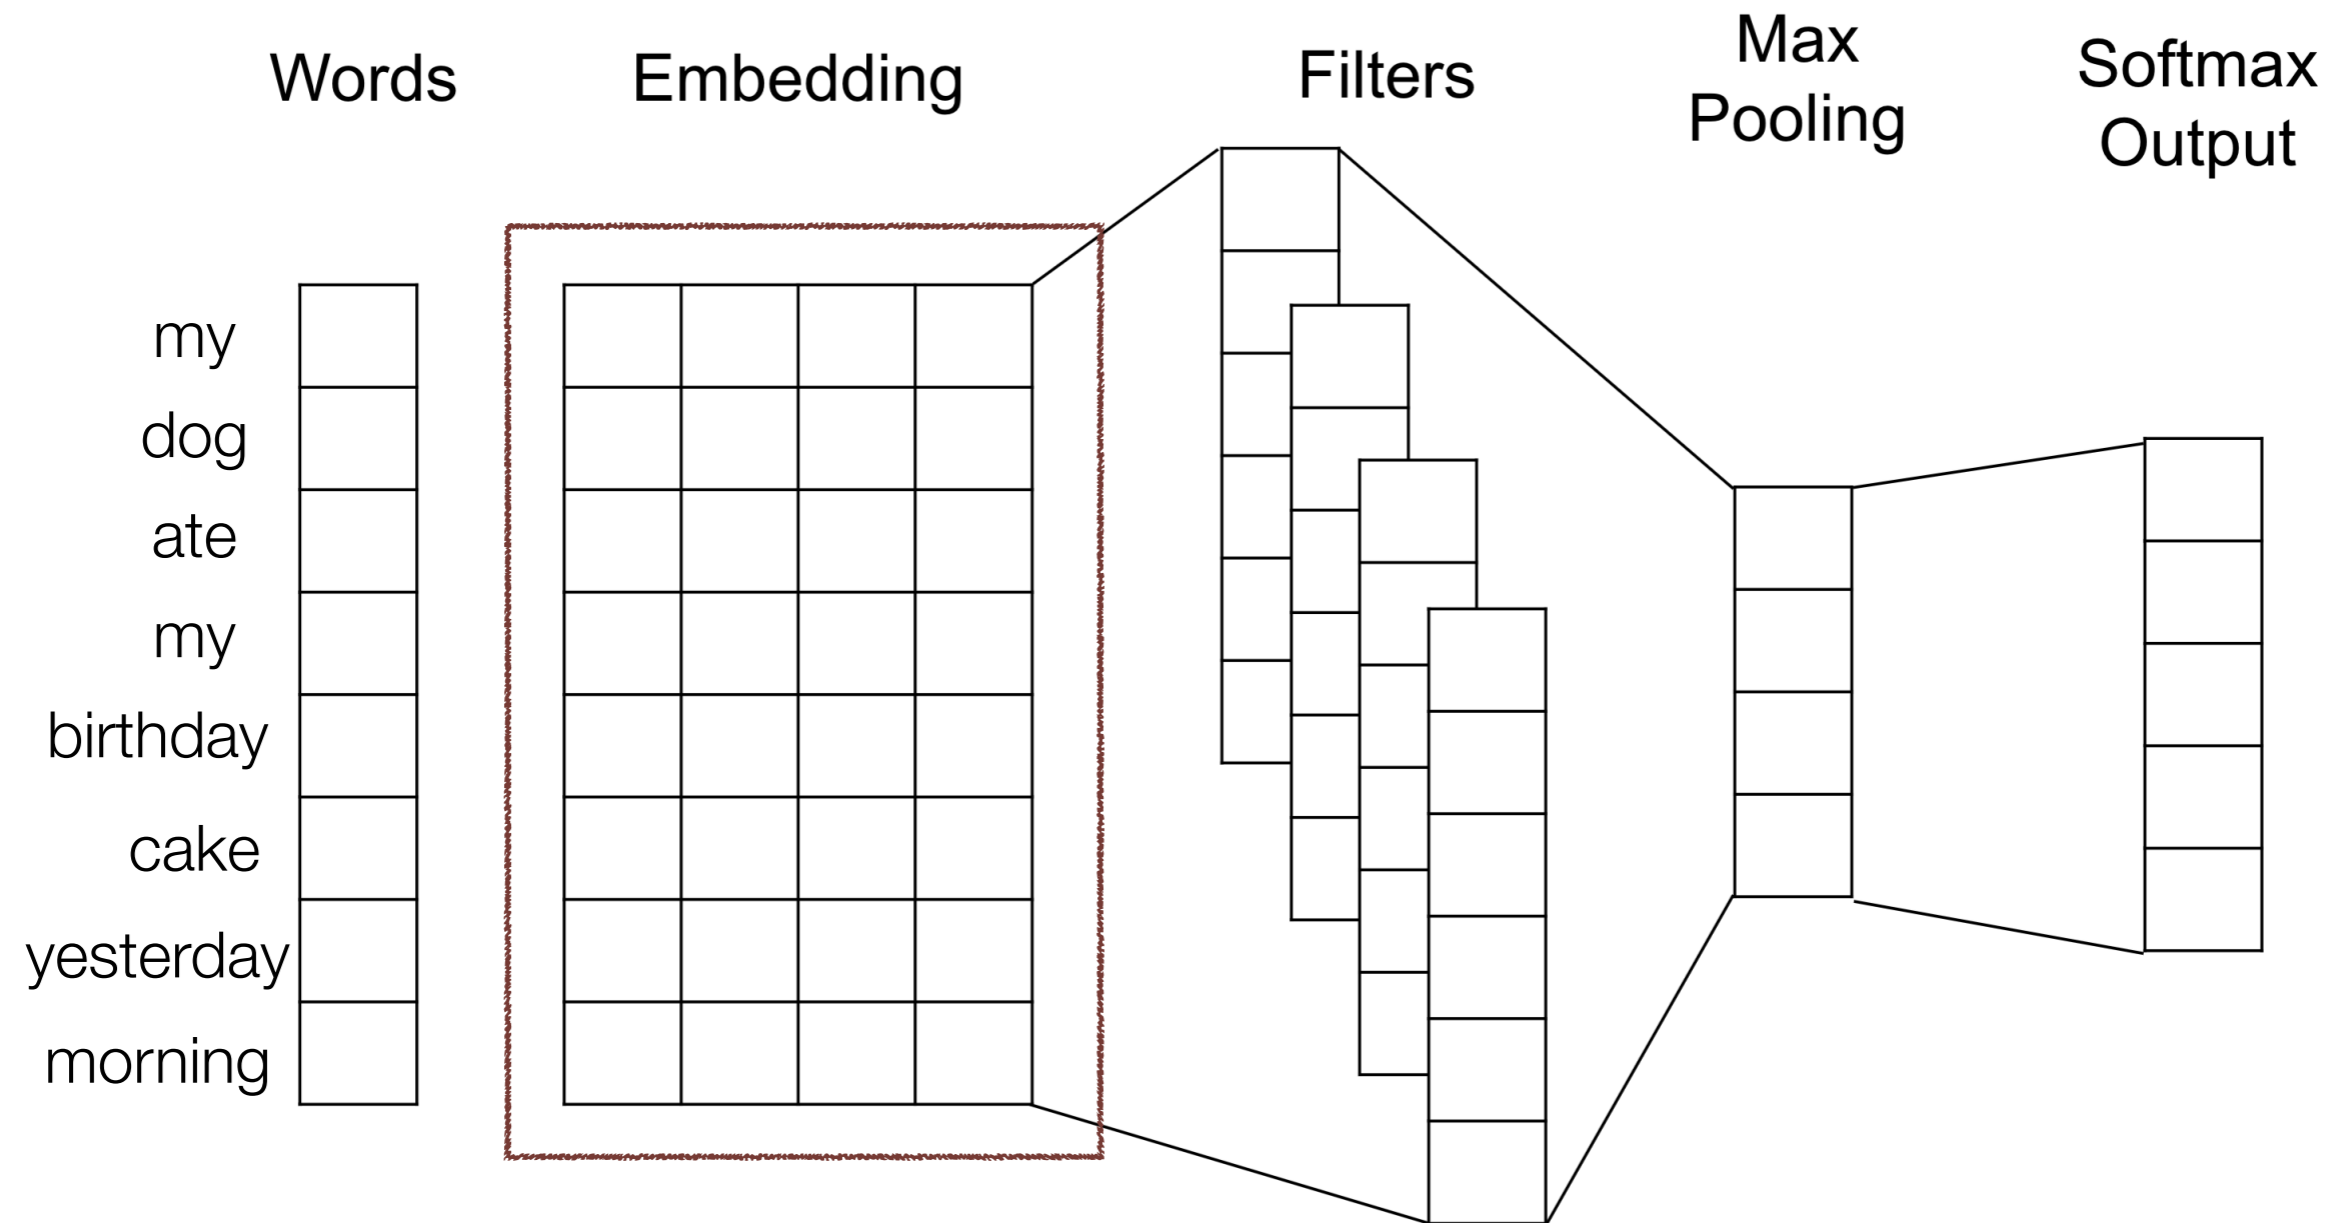 Words
Embedding
Filters
Max
Pooling
Softmax
Output
my
dog
ate
my
birthday
cake
yesterday
morning